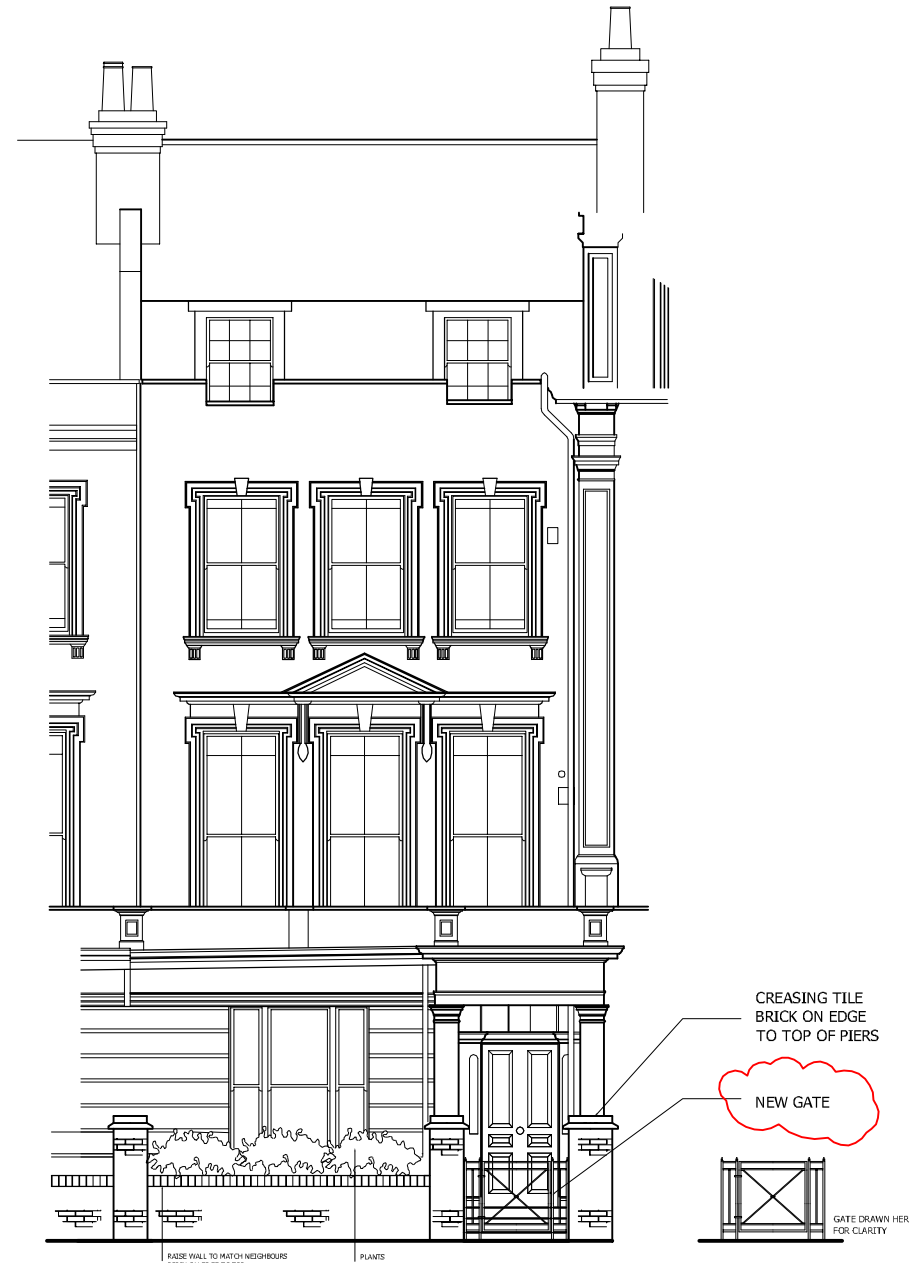 CREASING TILE
BRICK ON EDGE
TO TOP OF PIERS
NEW GATE
GATE DRAWN HER
FOR CLARITY
RAISE WALL TO MATCH NEIGHBOURS
PLANTS